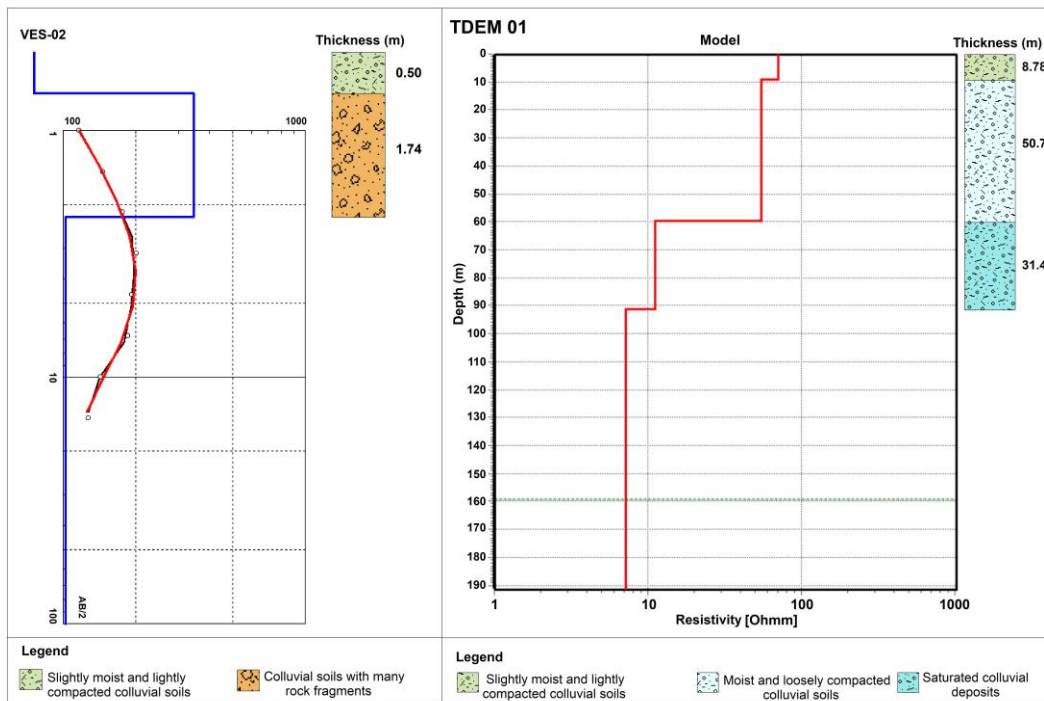 VES-02
Thickness (m)
100
1000
1
10
100
AB/2
0.50
1.74
TDEM 01
Model
Thickness (m)
0
10
20
30
40
50
60
70
80
90
100
110
120
130
140
150
160
170
180
190
Depth (m)
1
10
100
1000
Resistivity [Ohmm]
8.78
50.7
31.4
Legend
Slightly moist and lightly
compacted colluvial soils
Colluvial soils with many
rock fragments
Legend
Slightly moist and lightly
compacted colluvial soils
Moist and loosely compacted
colluvial soils
Saturated colluvial
deposits